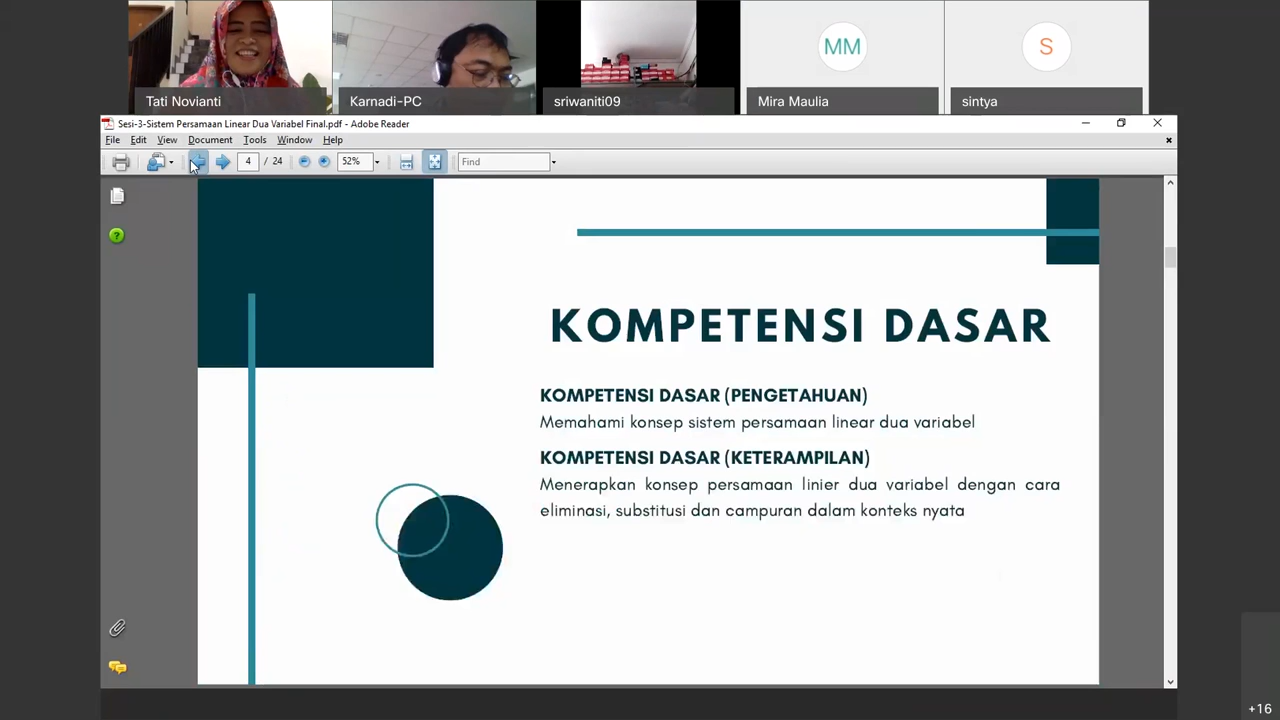 MM
S
Tati Novianti
Karnadi-PC
sriwaniti09
Mira Maulia
sintya
Sesi-3-Sistem Persamaan Linear Dua Variabel Final.pdf - Adobe Reader
File Edit View Document Tools Window Help
4 / 24 52% Find
KOMPETENSI DASAR
KOMPETENSI DASAR (PENGETAHUAN)
Memahami konsep sistem persamaan linear dua variabel
KOMPETENSI DASAR (KETERAMPILAN)
Menerapkan konsep persamaan linier dua variabel dengan cara
eliminasi, substitusi dan campuran dalam konteks nyata
+16